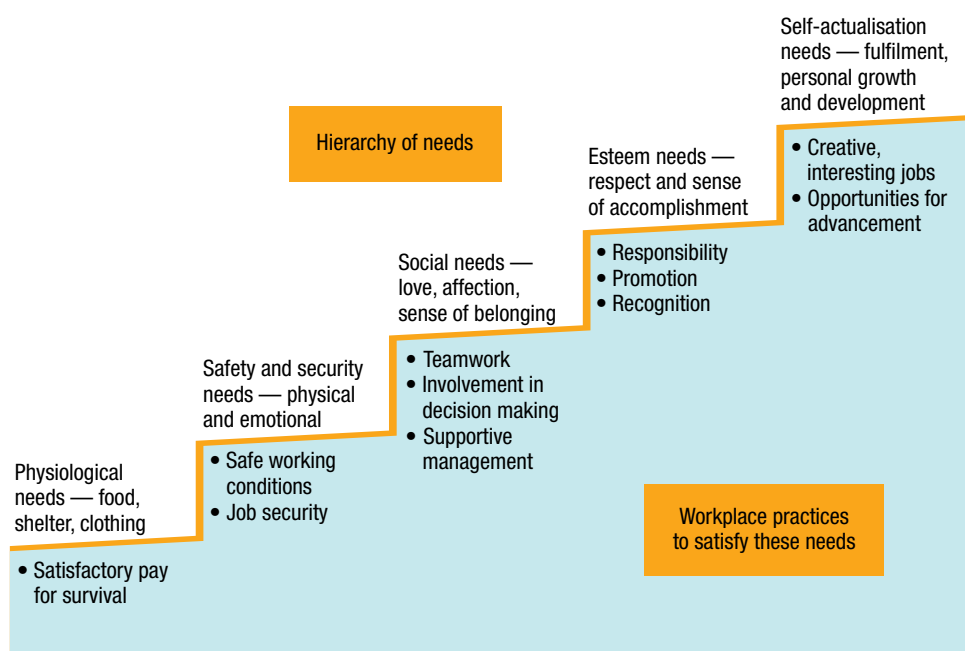 Self-actualisation
needs — fulfilment,
personal growth
and development
Hierarchy of needs
• Creative,
interesting jobs
• Opportunities for
advancement
Esteem needs —
respect and sense
of accomplishment
• Responsibility
• Promotion
• Recognition
Social needs —
love, affection,
sense of belonging
• Teamwork
• Involvement in
decision making
• Supportive
management
Safety and security
needs — physical
and emotional
• Safe working
conditions
• Job security
Physiological
needs — food,
shelter, clothing
• Satisfactory pay
for survival
Workplace practices
to satisfy these needs